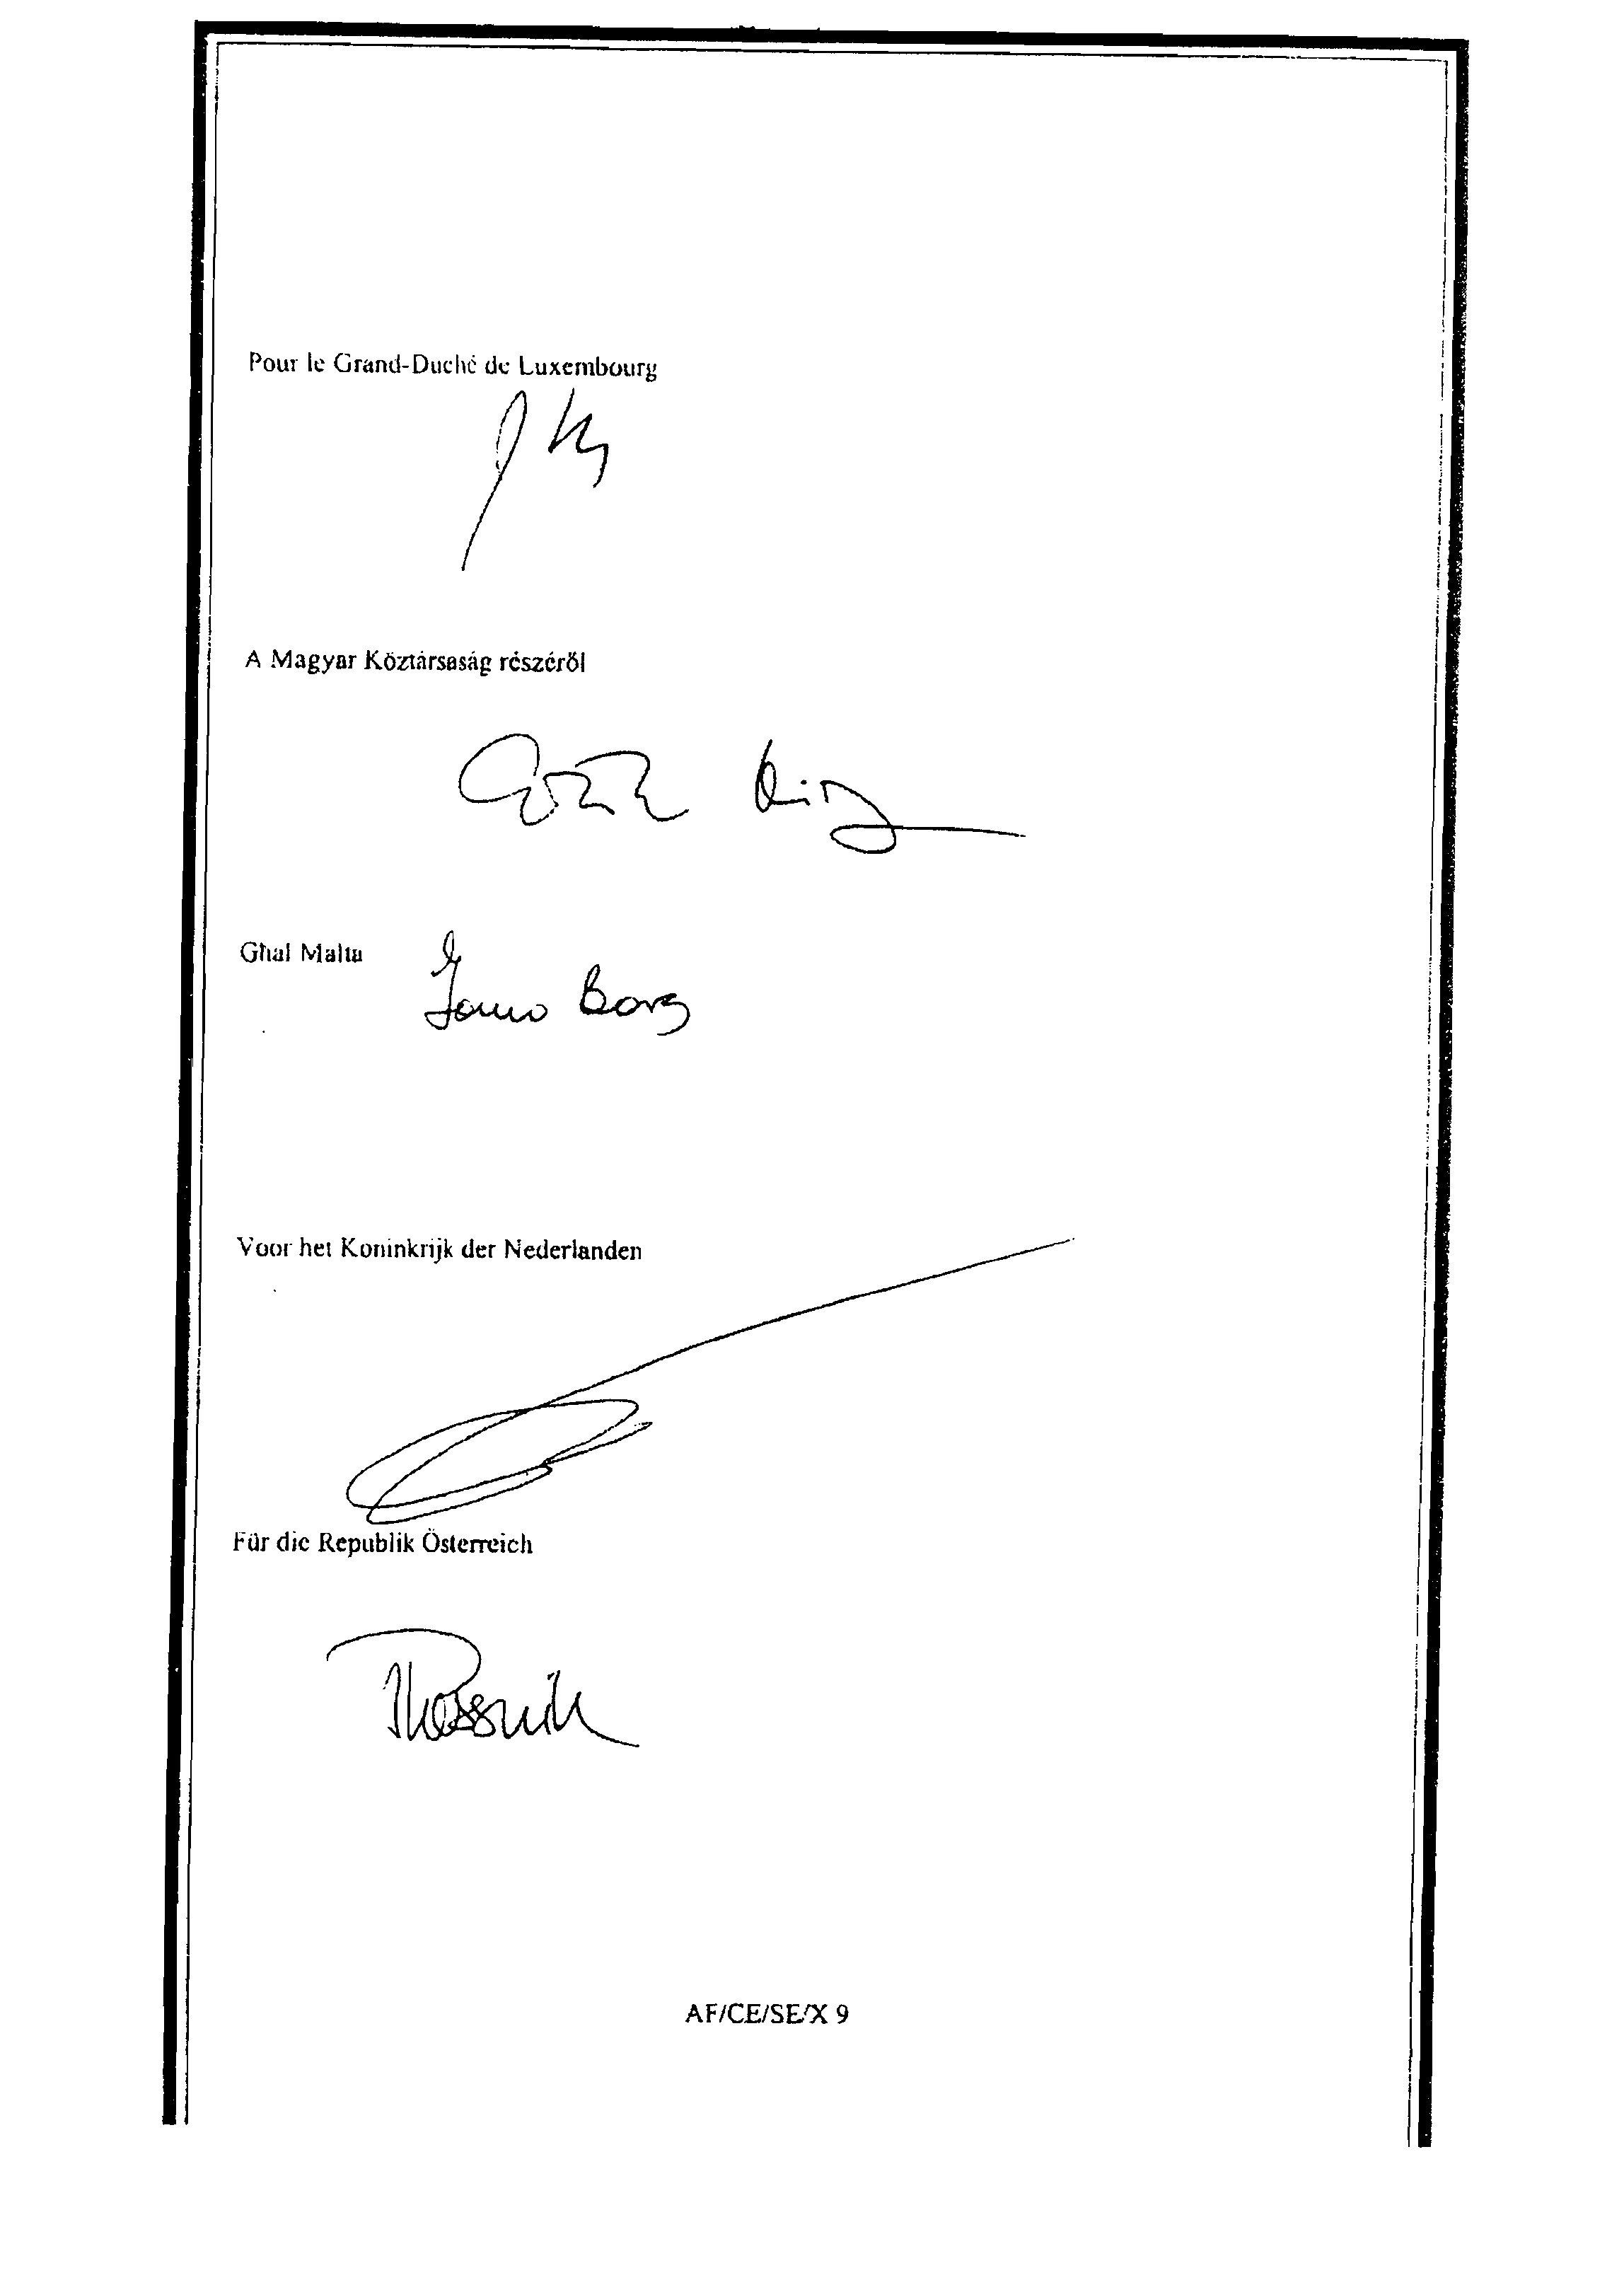 Pour le Grand-Duché de Luxembourg
A Magyar Köztársaság részéről
Għal Malta
Borg
Voor het Koninkrijk der Nederlanden
Für die Republik Österreich
AF/CE/SE/X 9